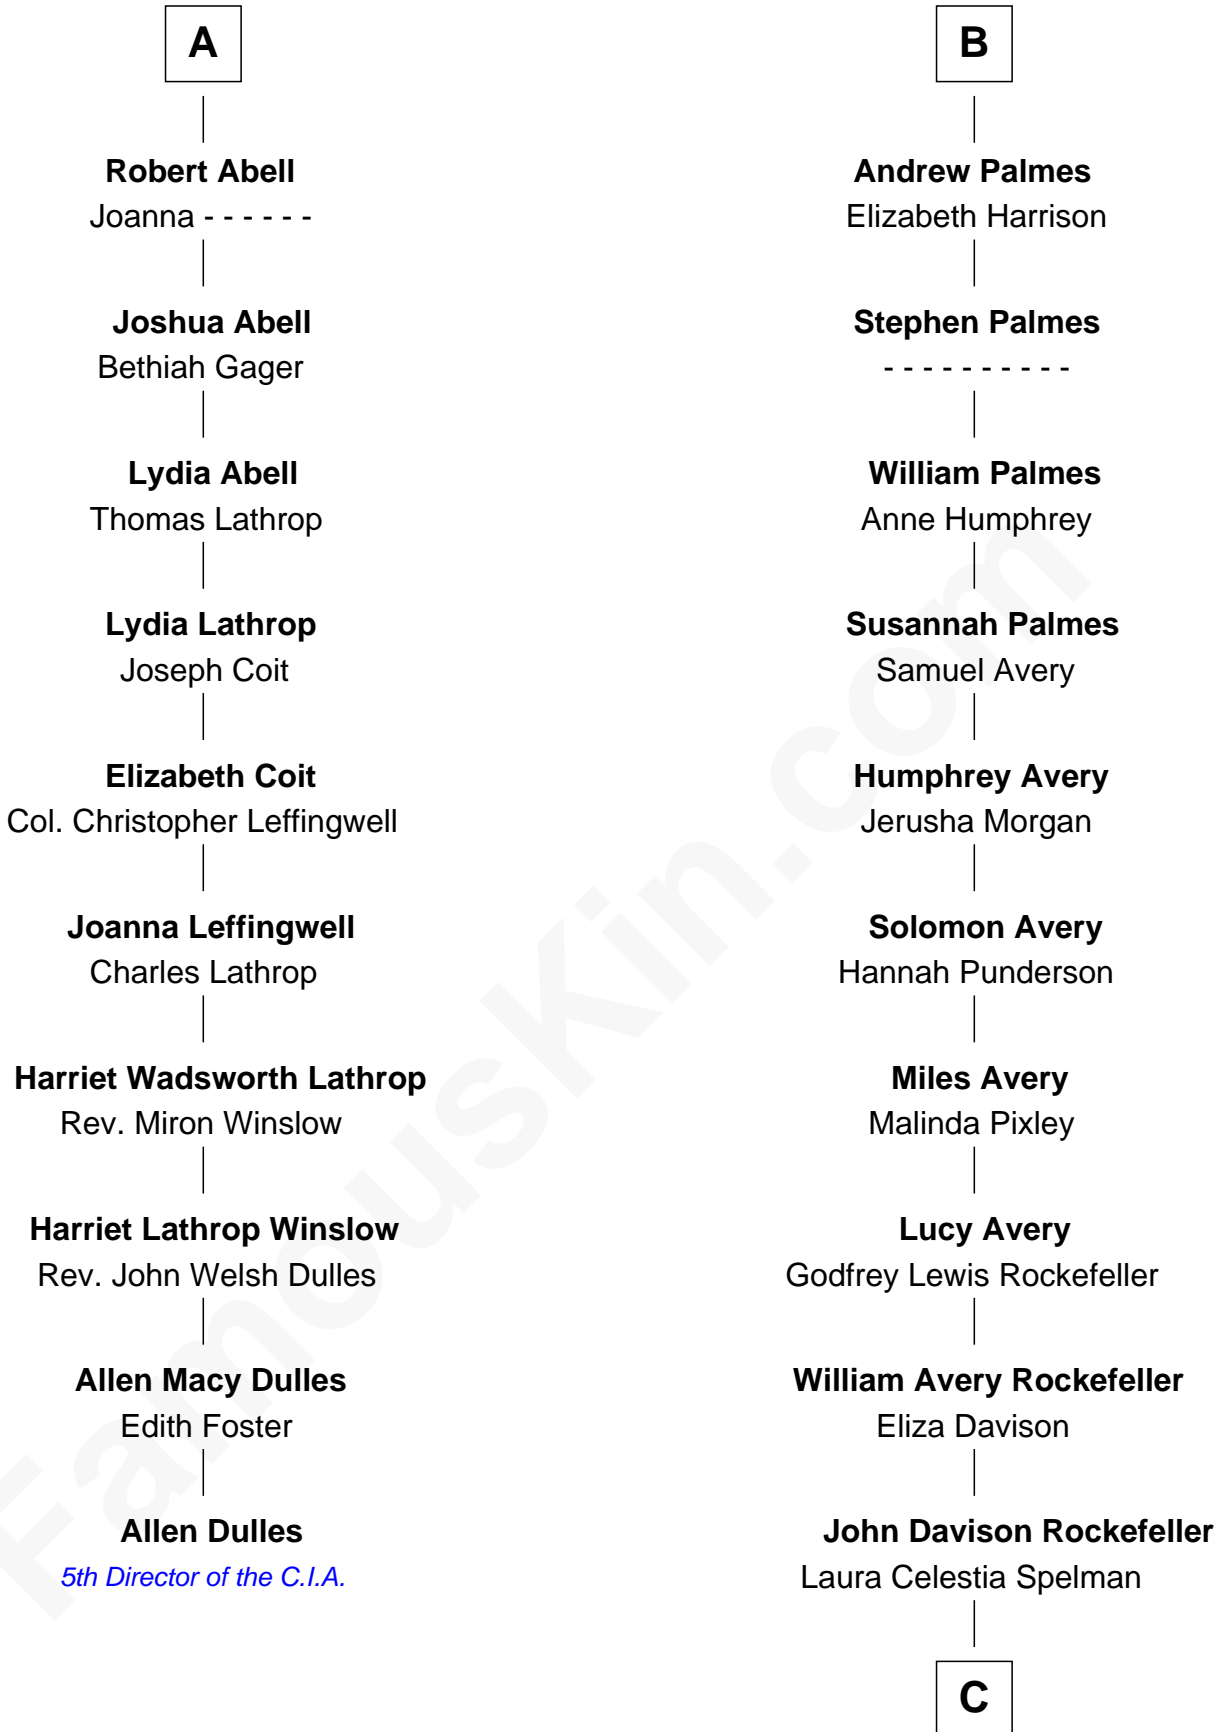 A
Robert Abell
Joanna - - - - - -
Joshua Abell
Bethiah Gager
Lydia Abell
Thomas Lathrop
Lydia Lathrop
Joseph Coit
Elizabeth Coit
Col. Christopher Leffingwell
Joanna Leffingwell
Charles Lathrop
Harriet Wadsworth Lathrop
Rev. Miron Winslow
Harriet Lathrop Winslow
Rev. John Welsh Dulles
Allen Macy Dulles
Edith Foster
Allen Dulles
5th Director of the C.I.A.
B
Andrew Palmes
Elizabeth Harrison
Stephen Palmes
- - - - - - - - - -
William Palmes
Anne Humphrey
Susannah Palmes
Samuel Avery
Humphrey Avery
Jerusha Morgan
Solomon Avery
Hannah Punderson
Miles Avery
Malinda Pixley
Lucy Avery
Godfrey Lewis Rockefeller
William Avery Rockefeller
Eliza Davison
John Davison Rockefeller
Laura Celestia Spelman
C
FamousKin.com